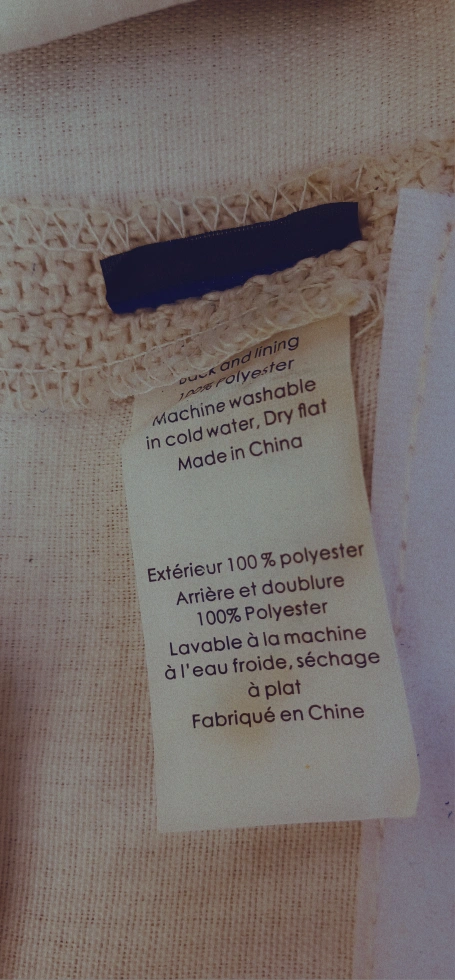 back and lining
100% Polyester
Machine washable
in cold water, Dry flat
Made in China
Extérieur 100 % polyester
Arrière et doublure
100% Polyester
Lavable à la machine
à l'eau froide, séchage
à plat
Fabriqué en Chine